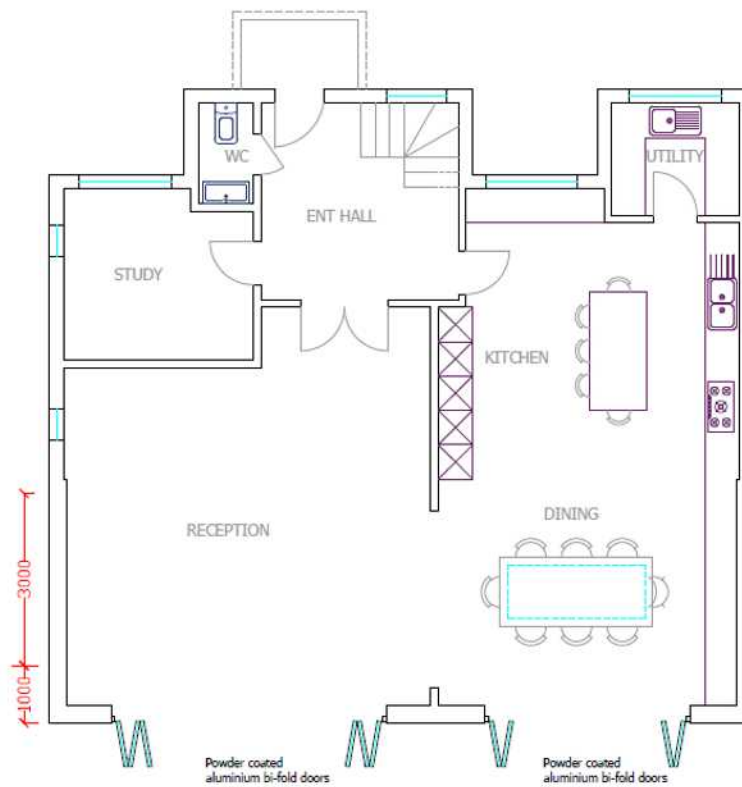 WC
UTILITY
ENT HALL
STUDY
KITCHEN
DINING
RECEPTION
3000
1000
Powder coated
aluminium bi-fold doors
Powder coated
aluminium bi-fold doors